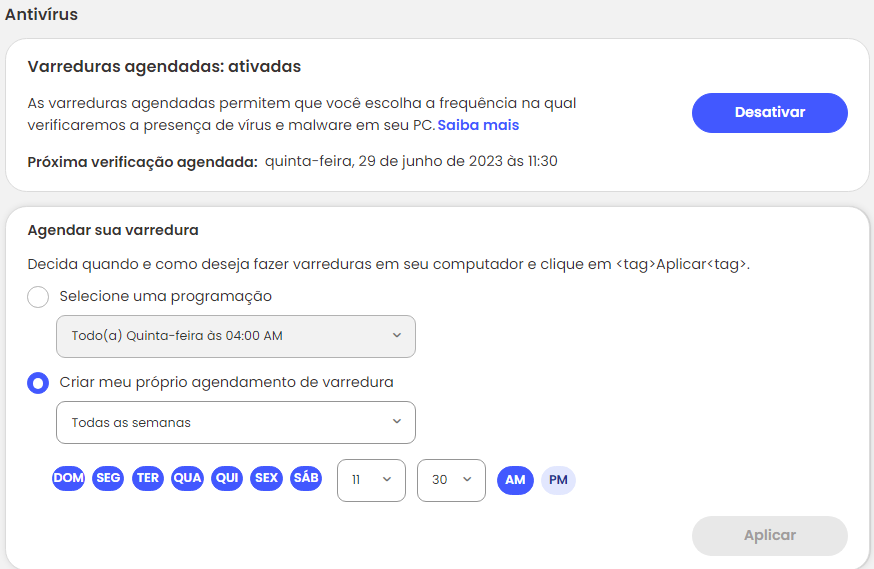 Antivírus
Varreduras agendadas: ativadas
As varreduras agendadas permitem que você escolha a frequência na qual
verificaremos a presença de vírus e malware em seu PC. Saiba mais
Desativar
Próxima verificação agendada: quinta-feira, 29 de junho de 2023 às 11:30
Agendar sua varredura
Decida quando e como deseja fazer varreduras em seu computador e clique em <tag>Aplicar<tag>.
Selecione uma programação
Todo(a) Quinta-feira às 04:00 AM
Criar meu próprio agendamento de varredura
Todas as semanas
DOM SEG TER QUA QUI SEX SÁB 11 30 AM PM
Aplicar